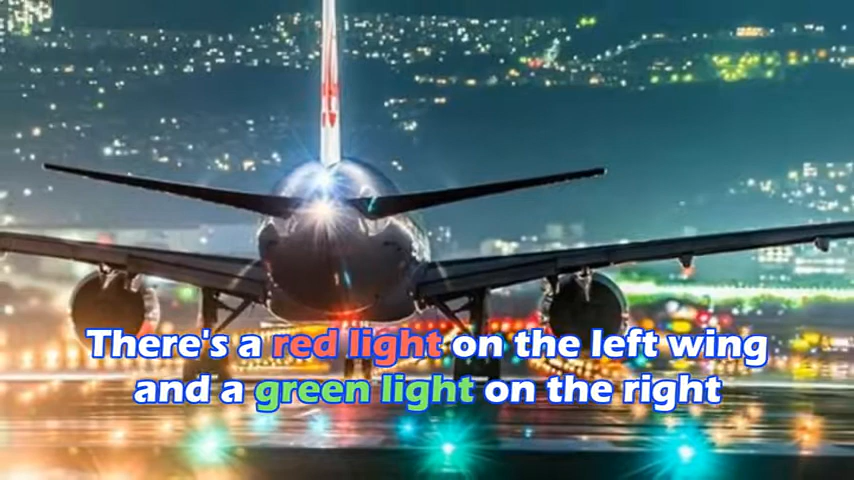 There's a red light on the left wing
and a green light on the right